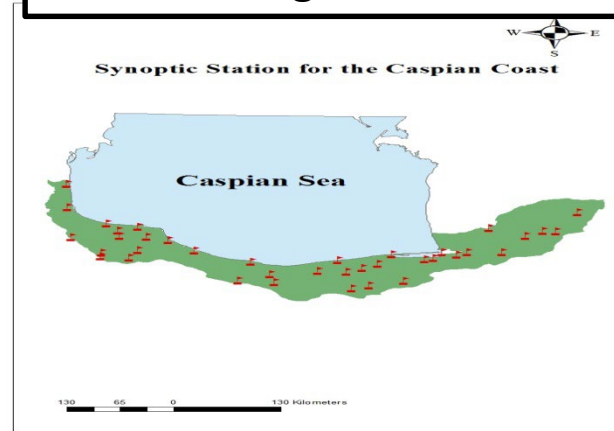 W E
S
Synoptic Station for the Caspian Coast
Caspian Sea
130 65 0 130 Kilometers